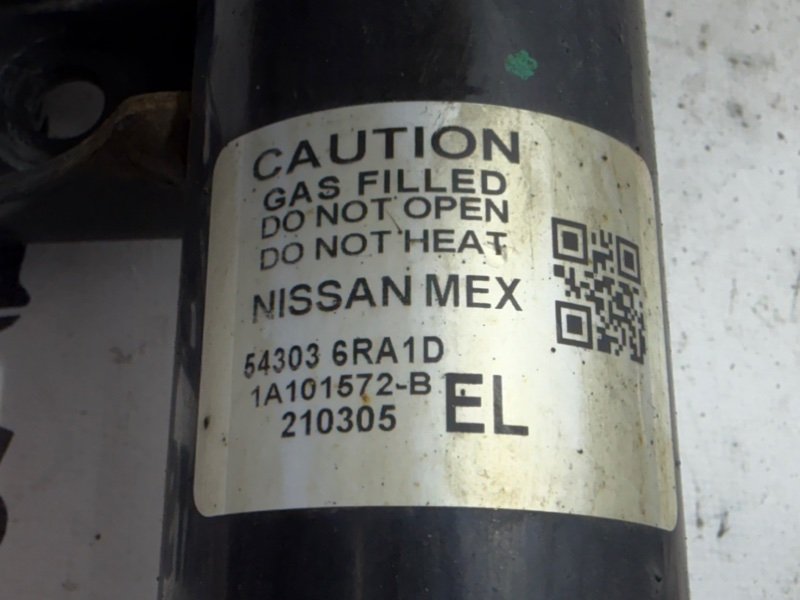 CAUTION
GAS FILLED
DO NOT OPEN
DO NOT HEAT
NISSAN MEX
54303 6RA1D
1A101572-B
210305 EL